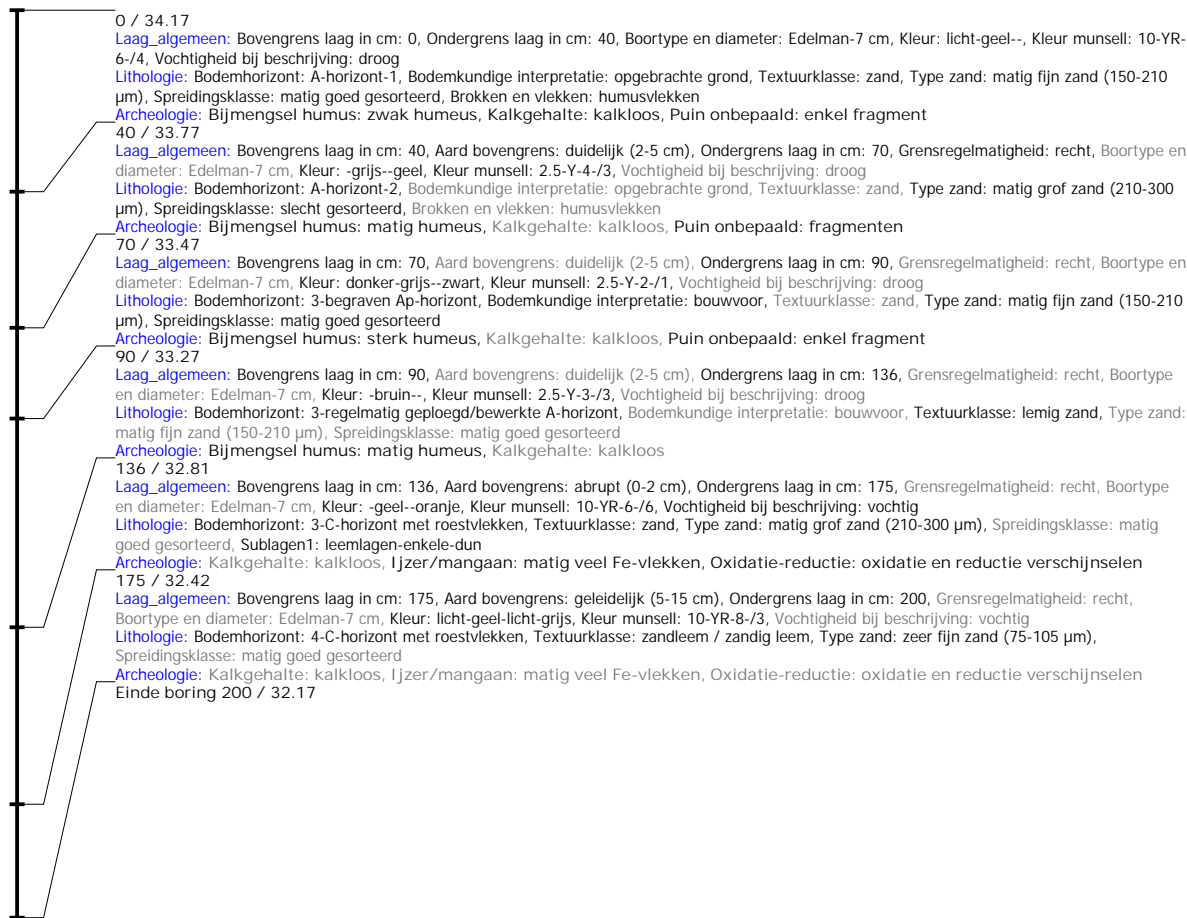 0 / 34.17
Laag_algemeen: Bovengrens laag in cm: 0, Ondergrens laag in cm: 40, Boortype en diameter: Edelman-7 cm, Kleur: licht-geel--, Kleur munsell: 10-YR-
6-/4, Vochtigheid bij beschrijving: droog
Lithologie: Bodemhorizont: A-horizont-1, Bodemkundige interpretatie: opgebrachte grond, Textuurklasse: zand, Type zand: matig fijn zand (150-210
µm), Spreidingsklasse: matig goed gesorteerd, Brokken en vlekken: humusvlekken
Archeologie: Bijmengsel humus: zwak humeus, Kalkgehalte: kalkloos, Puin onbepaald: enkel fragment
40 / 33.77
Laag_algemeen: Bovengrens laag in cm: 40, Aard bovengrens: duidelijk (2-5 cm), Ondergrens laag in cm: 70, Grensregelmatigheid: recht, Boortype en
diameter: Edelman-7 cm, Kleur: -grijs--geel, Kleur munsell: 2.5-Y-4-/3, Vochtigheid bij beschrijving: droog
Lithologie: Bodemhorizont: A-horizont-2, Bodemkundige interpretatie: opgebrachte grond, Textuurklasse: zand, Type zand: matig grof zand (210-300
µm), Spreidingsklasse: slecht gesorteerd, Brokken en vlekken: humusvlekken
Archeologie: Bijmengsel humus: matig humeus, Kalkgehalte: kalkloos, Puin onbepaald: fragmenten
70 / 33.47
Laag_algemeen: Bovengrens laag in cm: 70, Aard bovengrens: duidelijk (2-5 cm), Ondergrens laag in cm: 90, Grensregelmatigheid: recht, Boortype en
diameter: Edelman-7 cm, Kleur: donker-grijs--zwart, Kleur munsell: 2.5-Y-2-/1, Vochtigheid bij beschrijving: droog
Lithologie: Bodemhorizont: 3-begraven Ap-horizont, Bodemkundige interpretatie: bouwvoor, Textuurklasse: zand, Type zand: matig fijn zand (150-210
µm), Spreidingsklasse: matig goed gesorteerd
Archeologie: Bijmengsel humus: sterk humeus, Kalkgehalte: kalkloos, Puin onbepaald: enkel fragment
90 / 33.27
Laag_algemeen: Bovengrens laag in cm: 90, Aard bovengrens: duidelijk (2-5 cm), Ondergrens laag in cm: 136, Grensregelmatigheid: recht, Boortype
en diameter: Edelman-7 cm, Kleur: -bruin--, Kleur munsell: 2.5-Y-3-/3, Vochtigheid bij beschrijving: droog
Lithologie: Bodemhorizont: 3-regelmatig geploegd/bewerkte A-horizont, Bodemkundige interpretatie: bouwvoor, Textuurklasse: lemig zand, Type zand:
matig fijn zand (150-210 µm), Spreidingsklasse: matig goed gesorteerd
Archeologie: Bijmengsel humus: matig humeus, Kalkgehalte: kalkloos
136 / 32.81
Laag_algemeen: Bovengrens laag in cm: 136, Aard bovengrens: abrupt (0-2 cm), Ondergrens laag in cm: 175, Grensregelmatigheid: recht, Boortype
en diameter: Edelman-7 cm, Kleur: -geel--oranje, Kleur munsell: 10-YR-6-/6, Vochtigheid bij beschrijving: vochtig
Lithologie: Bodemhorizont: 3-C-horizont met roestvlekken, Textuurklasse: zand, Type zand: matig grof zand (210-300 µm), Spreidingsklasse: matig
goed gesorteerd, Sublagen1: leemlagen-enkele-dun
Archeologie: Kalkgehalte: kalkloos, Ijzer/mangaan: matig veel Fe-vlekken, Oxidatie-reductie: oxidatie en reductie verschijnselen
175 / 32.42
Laag_algemeen: Bovengrens laag in cm: 175, Aard bovengrens: geleidelijk (5-15 cm), Ondergrens laag in cm: 200, Grensregelmatigheid: recht,
Boortype en diameter: Edelman-7 cm, Kleur: licht-geel-licht-grijs, Kleur munsell: 10-YR-8-/3, Vochtigheid bij beschrijving: vochtig
Lithologie: Bodemhorizont: 4-C-horizont met roestvlekken, Textuurklasse: zandleem / zandig leem, Type zand: zeer fijn zand (75-105 µm),
Spreidingsklasse: matig goed gesorteerd
Archeologie: Kalkgehalte: kalkloos, Ijzer/mangaan: matig veel Fe-vlekken, Oxidatie-reductie: oxidatie en reductie verschijnselen
Einde boring 200 / 32.17